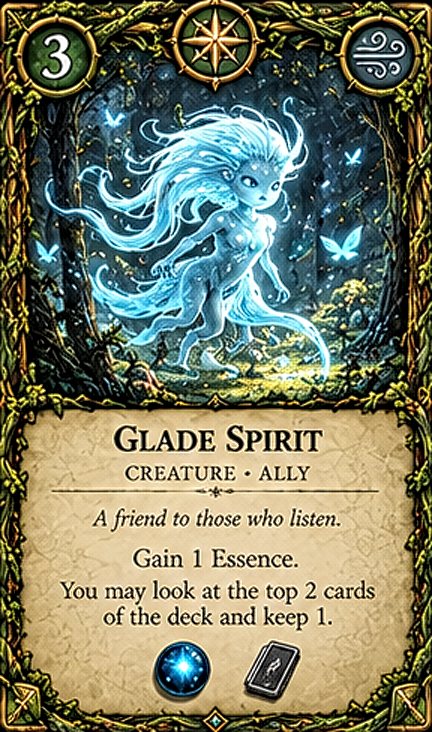 3
GLADE SPIRIT
CREATURE • ALLY
A friend to those who listen.
Gain 1 Essence.
You may look at the top 2 cards
of the deck and keep 1.